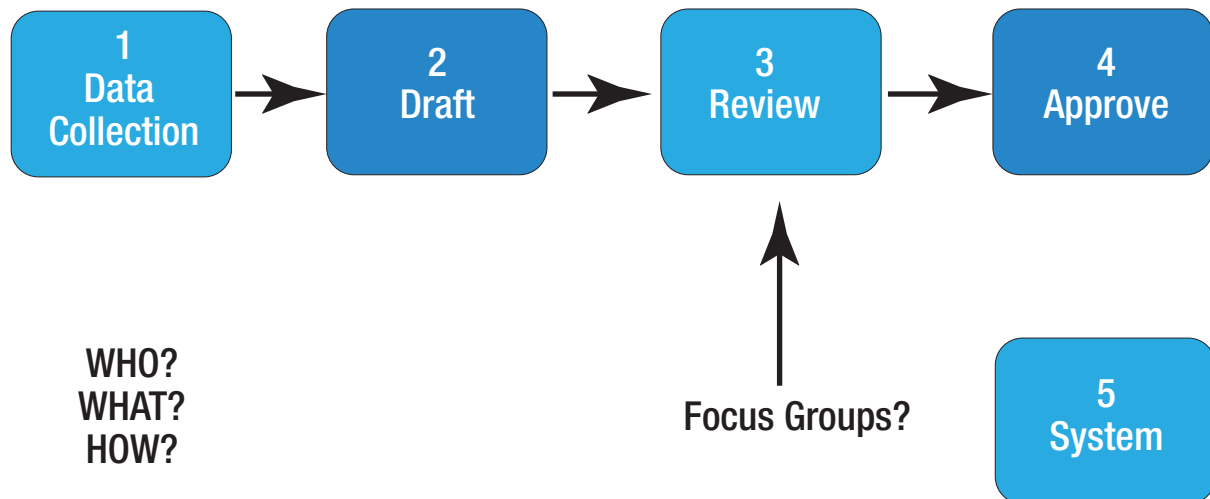 1
Data
Collection
2
Draft
3
Review
4
Approve
WHO?
WHAT?
HOW?
Focus Groups?
5
System